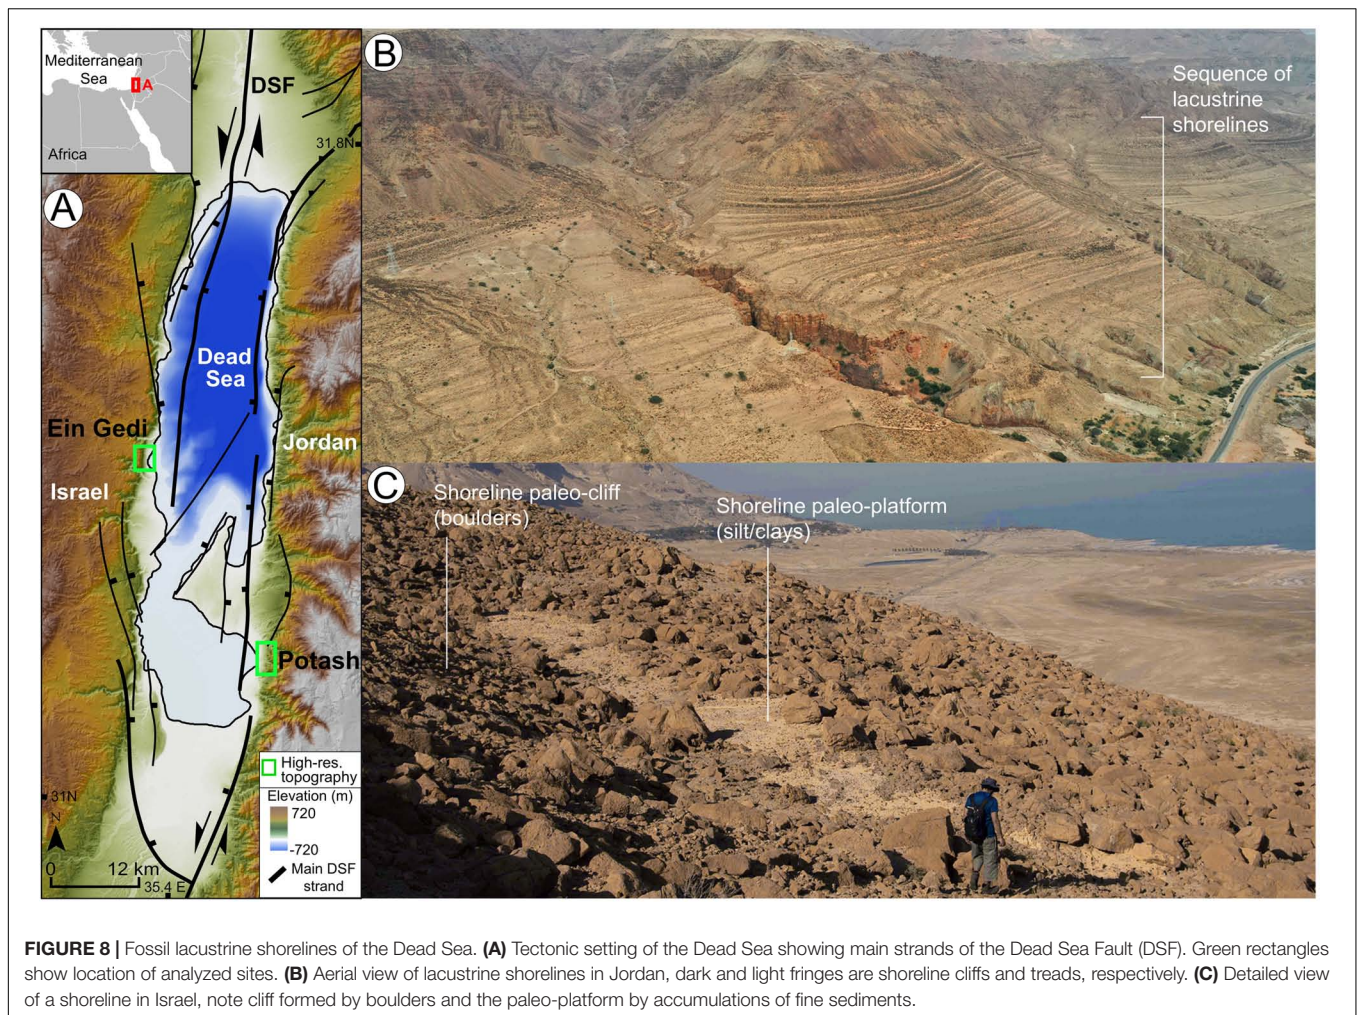 Mediterranean
Sea
A
Africa
A
DSF
31.8N
Dead
Sea
Ein Gedi
Jordan
Israel
Potash
High-res.
topography
Elevation (m)
720
-720
Main DSF
strand
31N
N
0 12 km
35.4 E
B
Sequence of
lacustrine
shorelines
C
Shoreline paleo-cliff
(boulders)
Shoreline paleo-platform
(silt/clays)
FIGURE 8 | Fossil lacustrine shorelines of the Dead Sea. (A) Tectonic setting of the Dead Sea showing main strands of the Dead Sea Fault (DSF). Green rectangles
show location of analyzed sites. (B) Aerial view of lacustrine shorelines in Jordan, dark and light fringes are shoreline cliffs and treads, respectively. (C) Detailed view
of a shoreline in Israel, note cliff formed by boulders and the paleo-platform by accumulations of fine sediments.